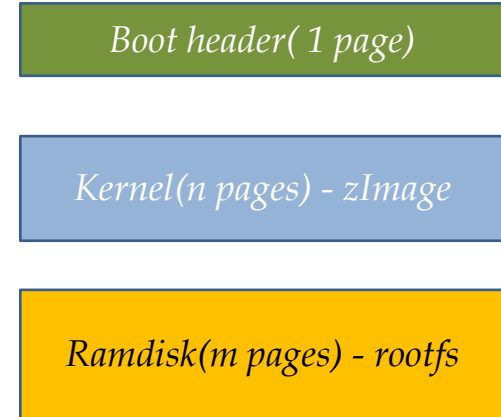 Boot header( 1 page)
Kernel(n pages) - zImage
Ramdisk(m pages) - rootfs